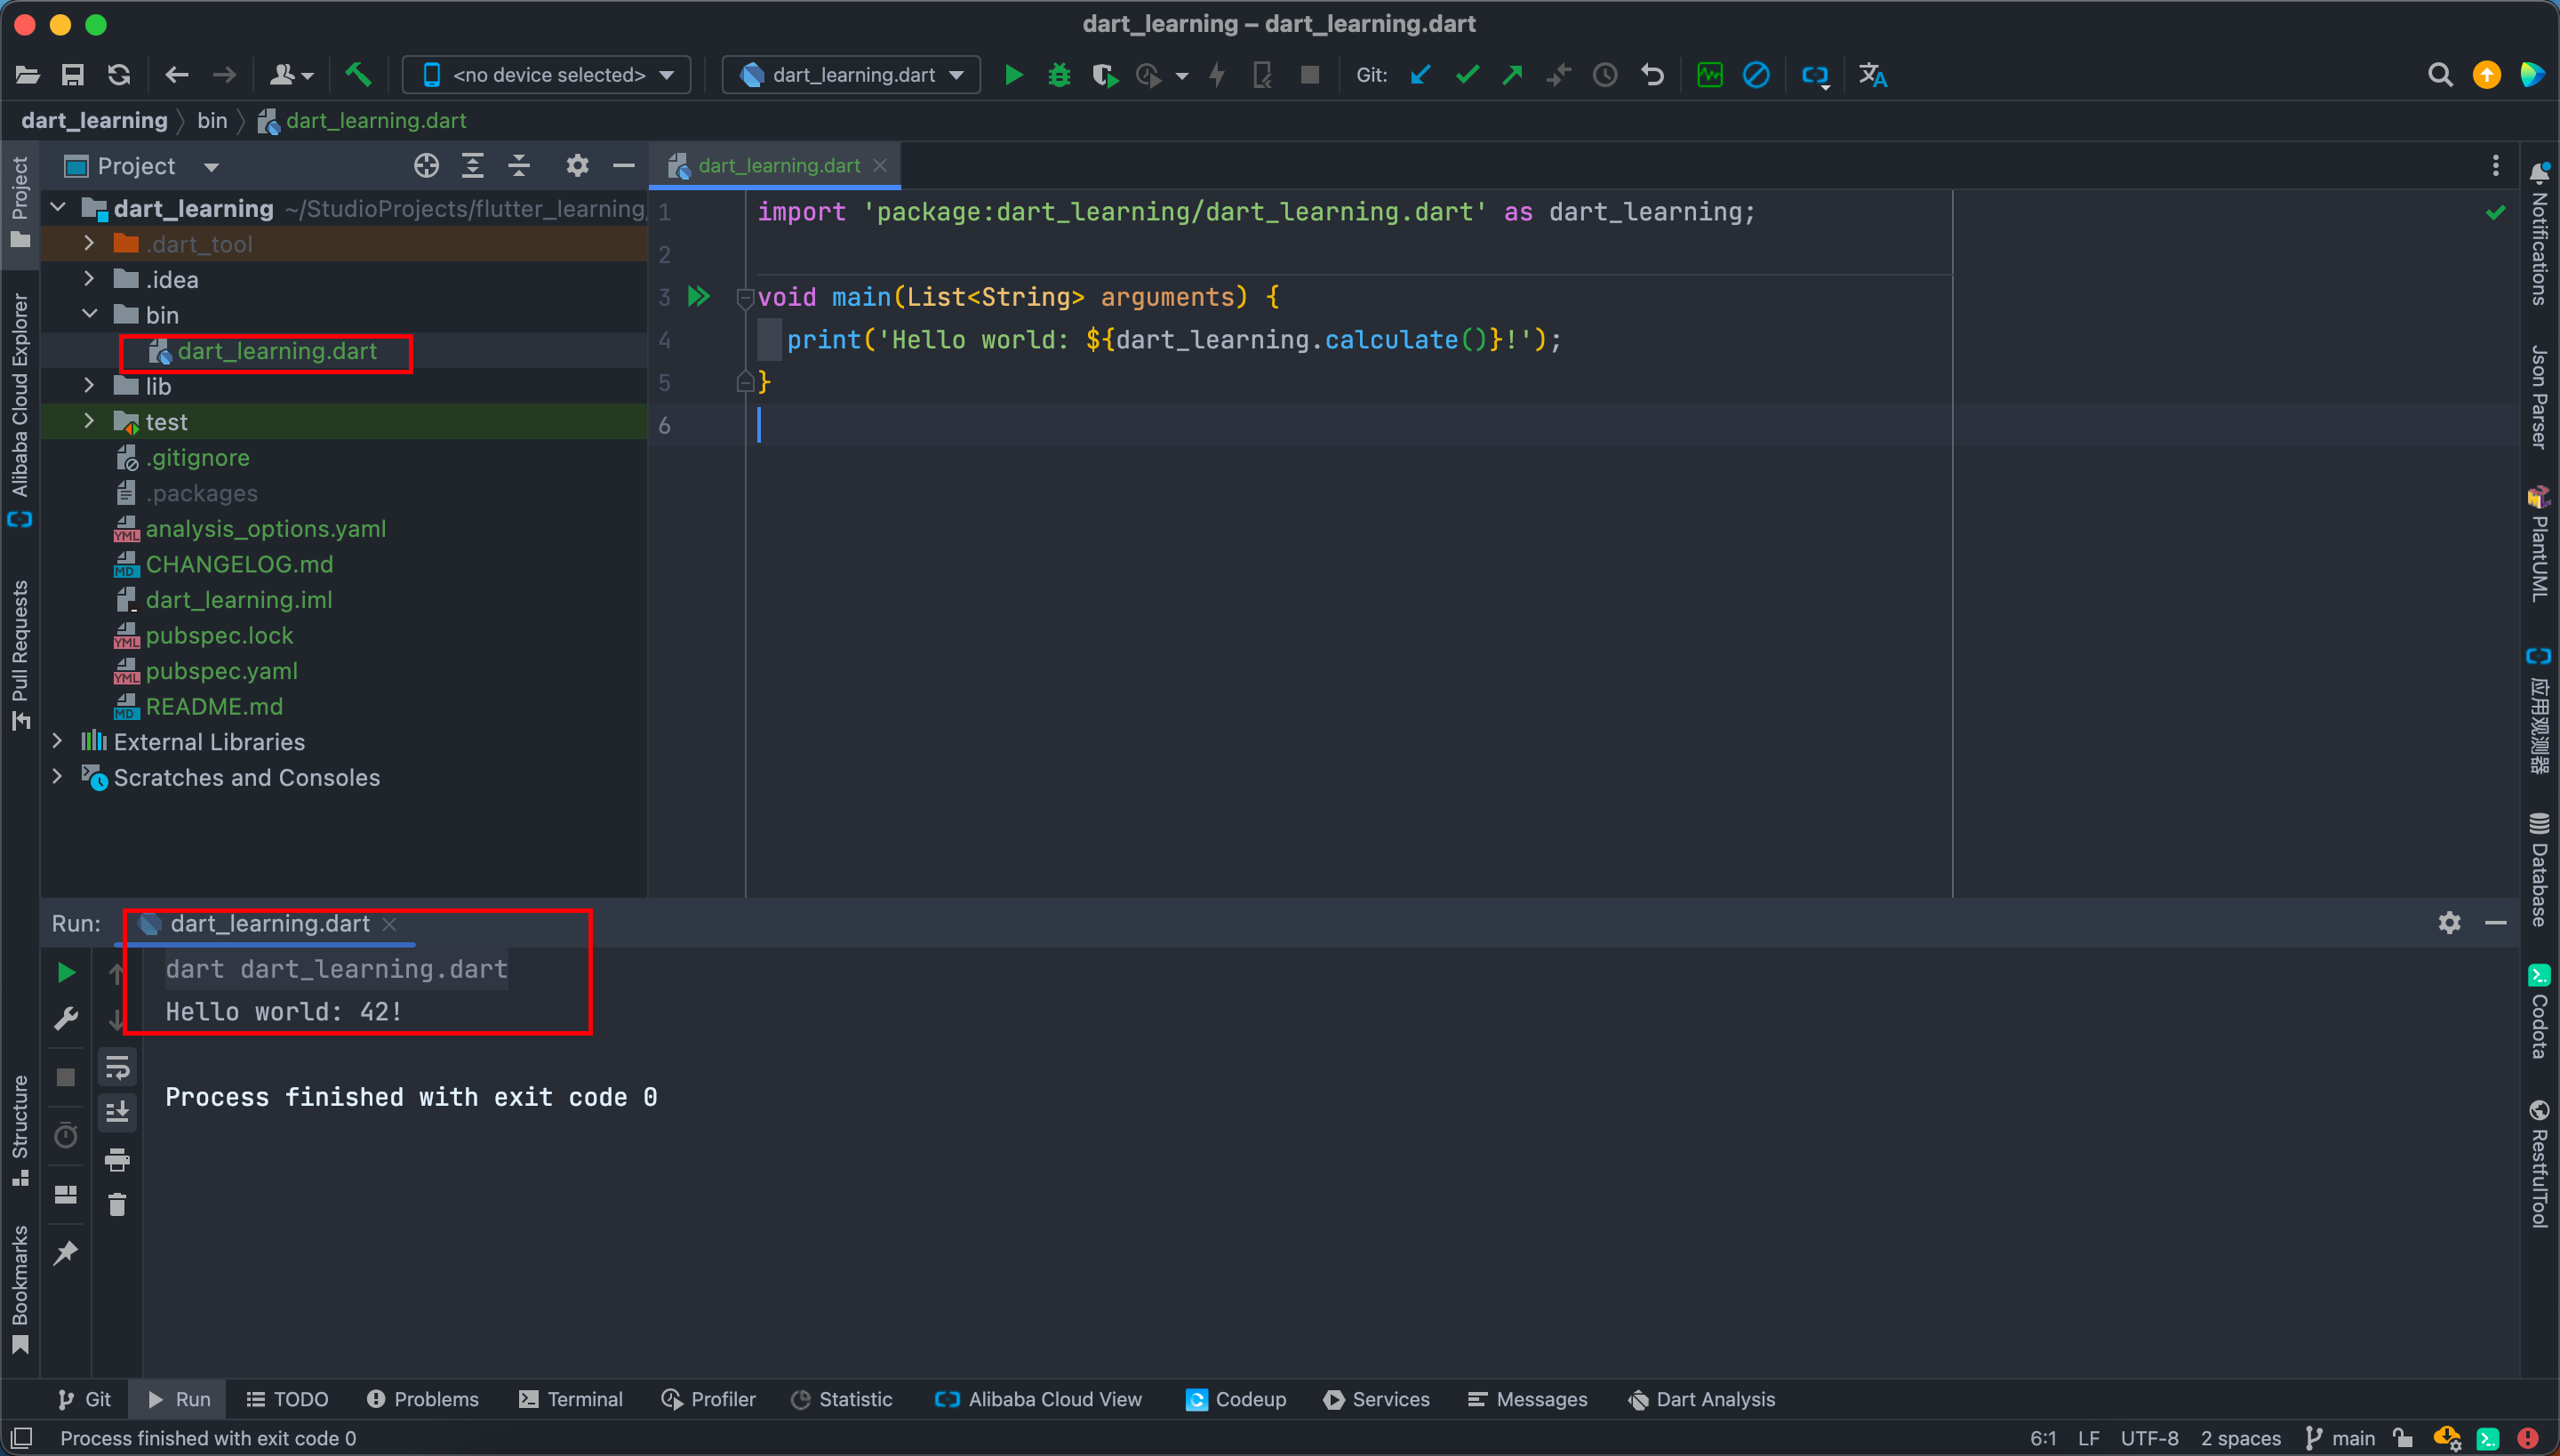 dart_learning – dart_learning.dart
<no device selected>
dart_learning.dart
Git:
dart_learning
bin
dart_learning.dart
Project
dart_learning.dart
dart_learning ~/StudioProjects/flutter_learning/
.dart_tool
.idea
bin
dart_learning.dart
lib
test
.gitignore
.packages
analysis_options.yaml
CHANGELOG.md
dart_learning.iml
pubspec.lock
pubspec.yaml
README.md
External Libraries
Scratches and Consoles
1 import 'package:dart_learning/dart_learning.dart' as dart_learning;
2
3 void main(List<String> arguments) {
4 print('Hello world: ${dart_learning.calculate()}!');
5 }
6
Project
Alibaba Cloud Explorer
Pull Requests
Structure
Bookmarks
Notifications
Json Parser
PlantUML
应用观测器
Database
Codota
RestfulTool
Run:
dart_learning.dart
dart dart_learning.dart
Hello world: 42!
Process finished with exit code 0
Git
Run
TODO
Problems
Terminal
Profiler
Statistic
Alibaba Cloud View
Codeup
Services
Messages
Dart Analysis
Process finished with exit code 0
6:1
LF
UTF-8
2 spaces
main